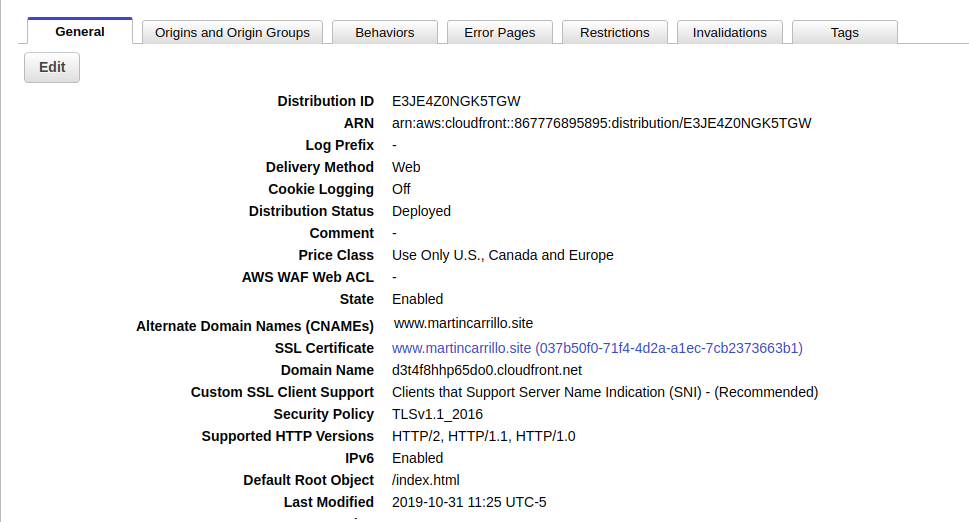 General Origins and Origin Groups Behaviors Error Pages Restrictions Invalidations Tags
Edit
Distribution ID E3JE4Z0NGK5TGW
ARN arn:aws:cloudfront::867776895895:distribution/E3JE4Z0NGK5TGW
Log Prefix -
Delivery Method Web
Cookie Logging Off
Distribution Status Deployed
Comment -
Price Class Use Only U.S., Canada and Europe
AWS WAF Web ACL -
State Enabled
Alternate Domain Names (CNAMEs) www.martincarrillo.site
SSL Certificate www.martincarrillo.site (037b50f0-71f4-4d2a-a1ec-7cb2373663b1)
Domain Name d3t4f8hhp65do0.cloudfront.net
Custom SSL Client Support Clients that Support Server Name Indication (SNI) - (Recommended)
Security Policy TLSv1.1_2016
Supported HTTP Versions HTTP/2, HTTP/1.1, HTTP/1.0
IPv6 Enabled
Default Root Object /index.html
Last Modified 2019-10-31 11:25 UTC-5